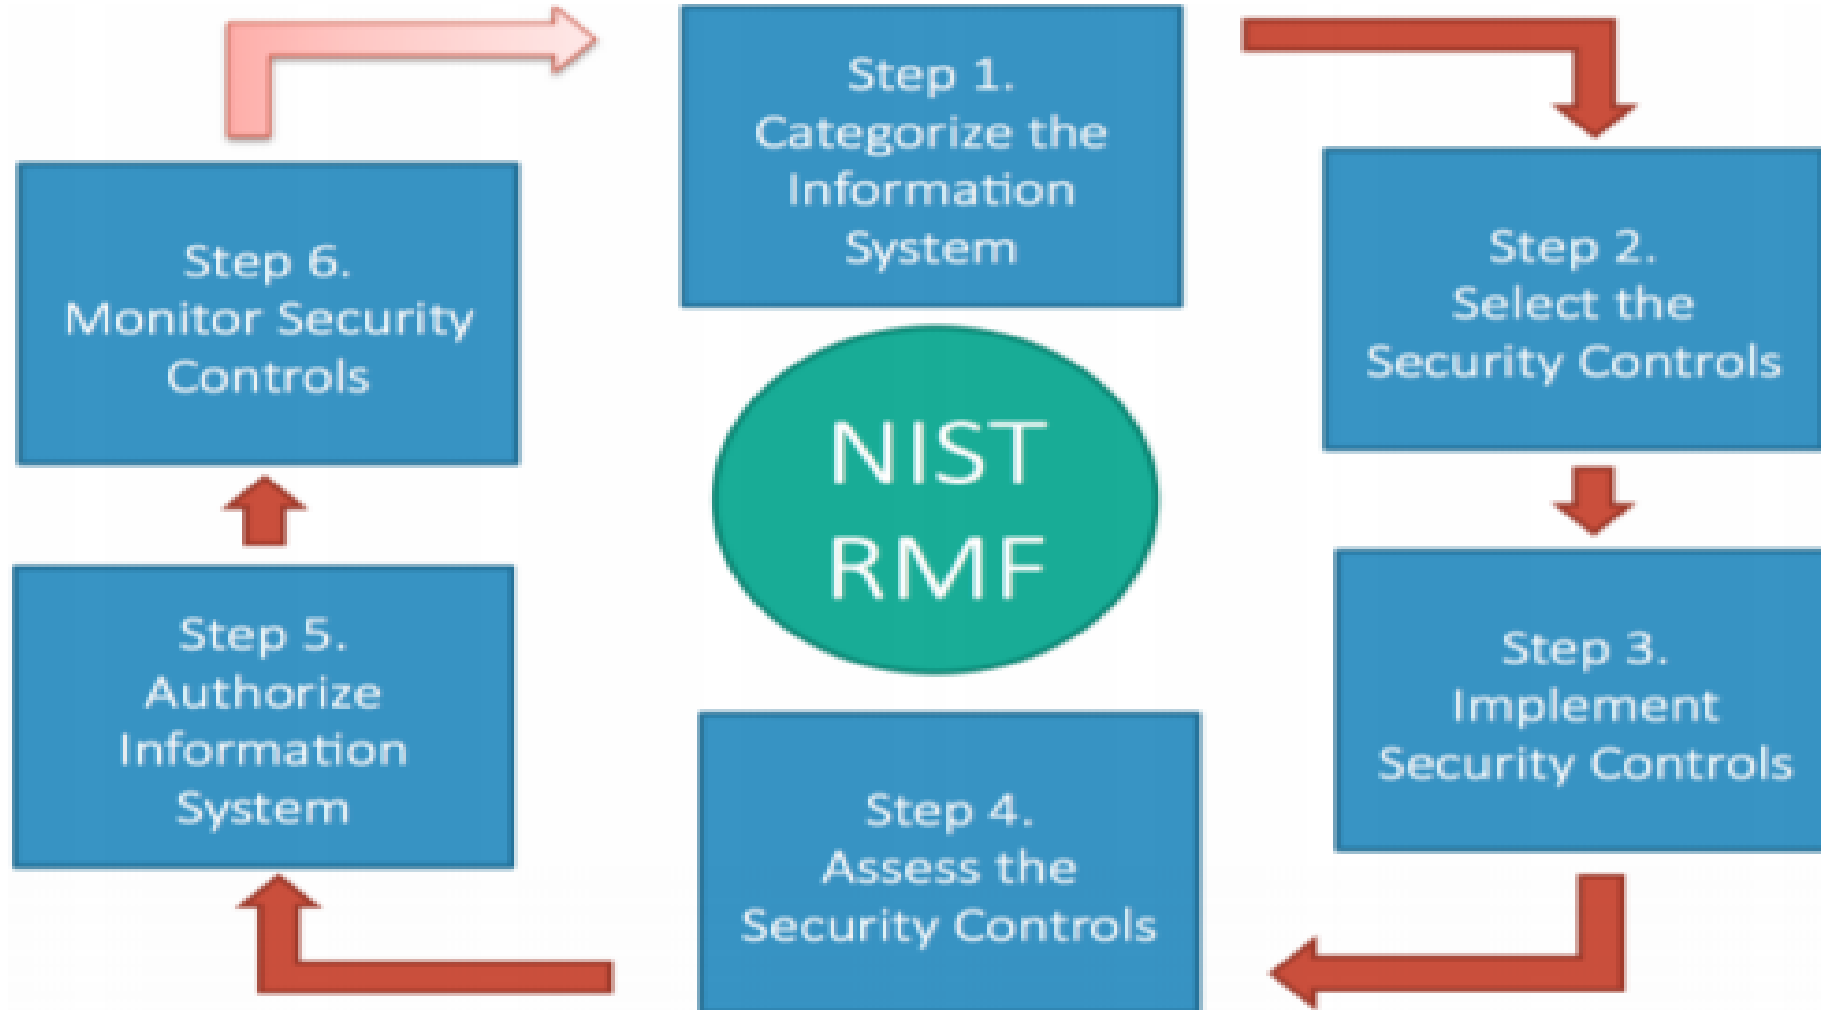 Step 1.
Categorize the
Information
System
Step 2.
Select the
Security Controls
Step 3.
Implement
Security Controls
Step 4.
Assess the
Security Controls
Step 5.
Authorize
Information
System
Step 6.
Monitor Security
Controls
NIST
RMF